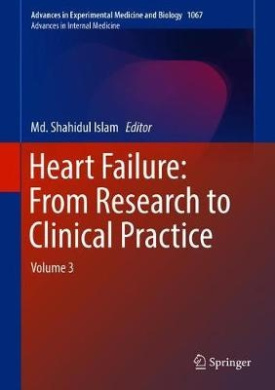 Advances in Experimental Medicine and Biology 1067
Advances in Internal Medicine
Md. Shahidul Islam Editor
Heart Failure:
From Research to
Clinical Practice
Volume 3
Springer